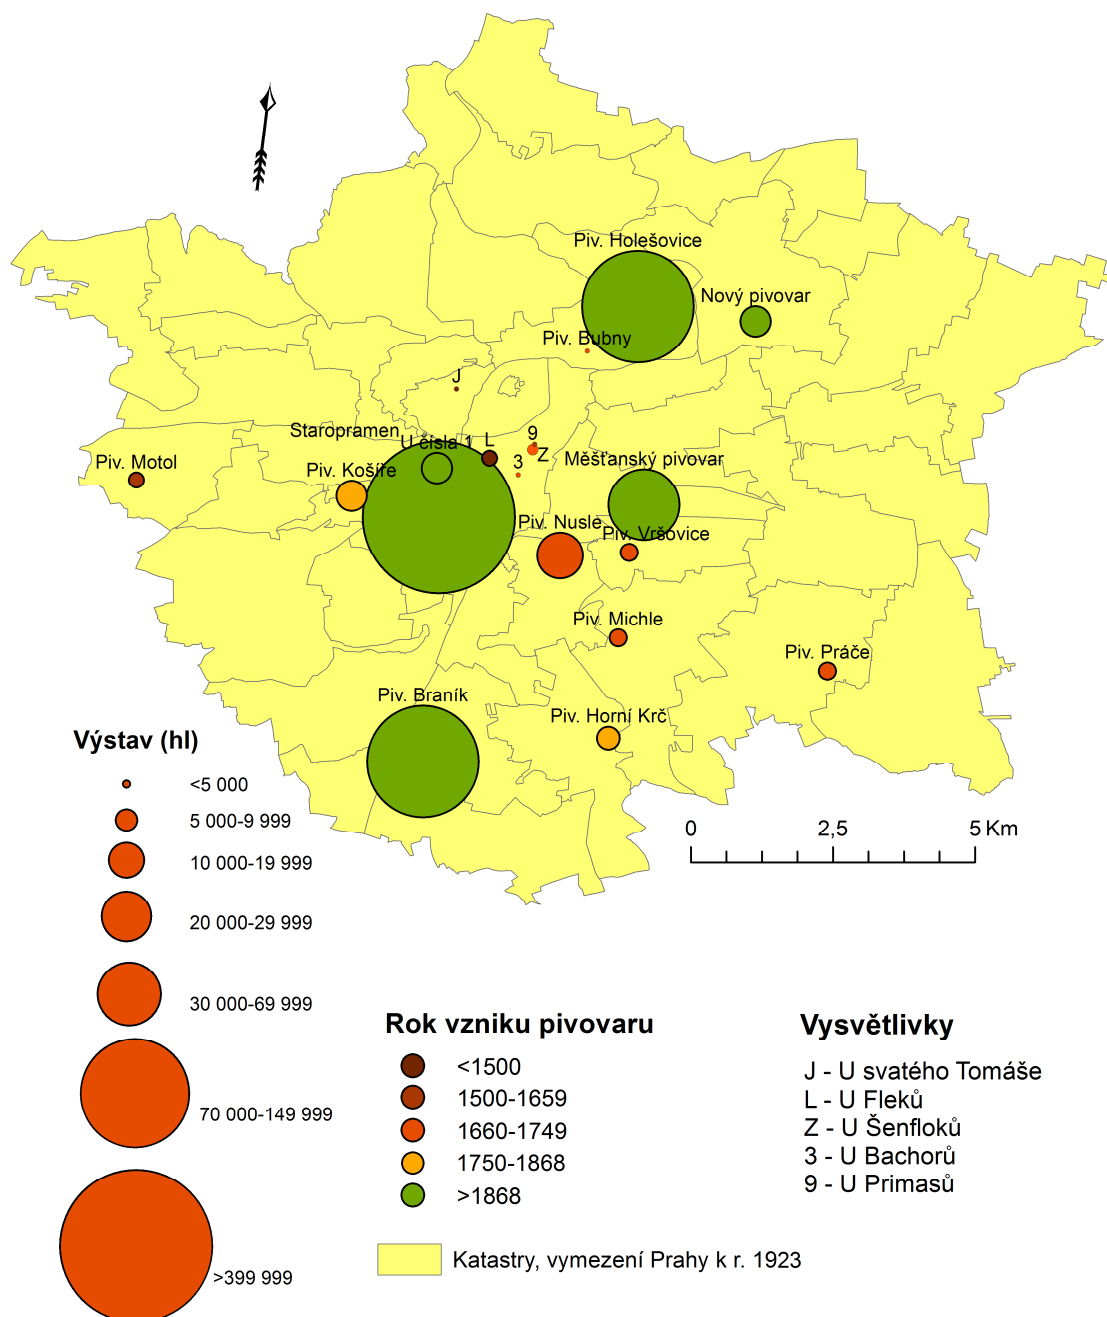 Piv. Holešovice
Nový pivovar
Piv. Bubny
J
Staropramen
U čísla 1
L
9
Z
3
Piv. Motol
Piv. Košíře
Měšťanský pivovar
Piv. Nusle
Piv. Vršovice
Piv. Michle
Piv. Práče
Piv. Braník
Piv. Horní Krč
Výstav (hl)
<5 000
5 000-9 999
10 000-19 999
20 000-29 999
30 000-69 999
70 000-149 999
>399 999
0 2,5 5 Km
Rok vzniku pivovaru
<1500
1500-1659
1660-1749
1750-1868
>1868
Katastry, vymezení Prahy k r. 1923
Vysvětlivky
J - U svatého Tomáše
L - U Fleků
Z - U Šenfloků
3 - U Bachorů
9 - U Primasů